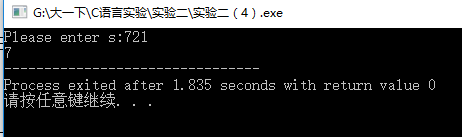 G:\大一下\C语言实验\实验二\实验二（4）.exe
Please enter s:721
7
--------------------------------
Process exited after 1.835 seconds with return value 0
请按任意键继续. . .